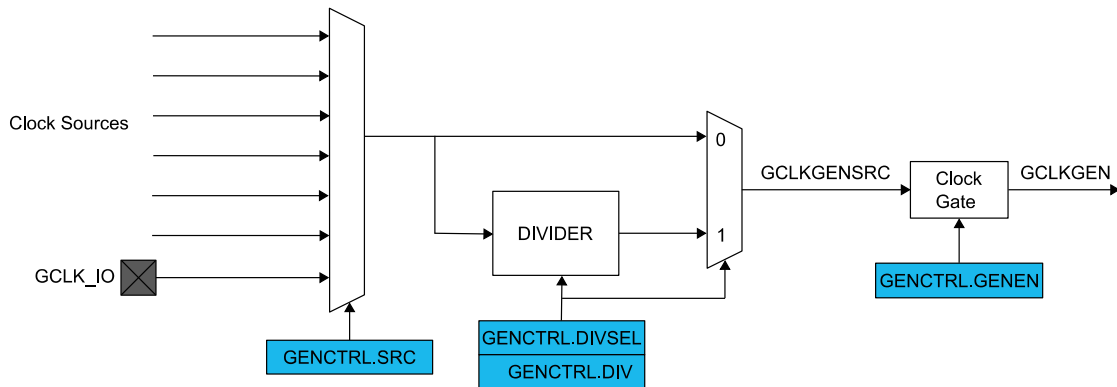 Clock Sources
GCLK_IO
GENCTRL.SRC
DIVIDER
GENCTRL.DIVSEL
GENCTRL.DIV
0
1
GCLKGENSRC
Clock
Gate
GCLKGEN
GENCTRL.GENEN